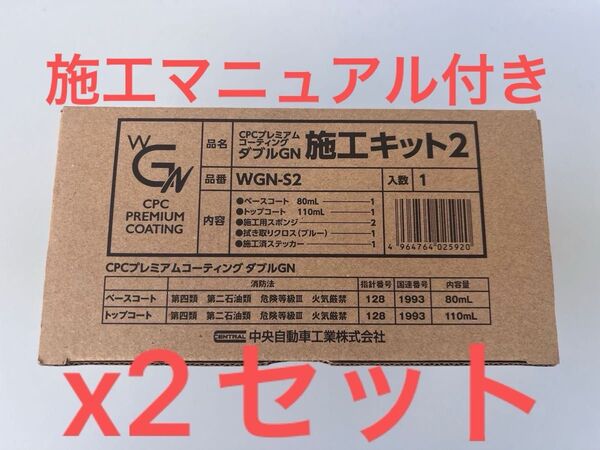 施工マニュアル付き
WGN
CPC
PREMIUM
COATING
品名 CPCプレミアム
コーティング
ダブルGN 施工キット2
品番 WGN-S2 入数 1
内容
●ベースコート 80mL 1
●トップコート 110mL 1
●施工用スポンジ 2
●拭き取りクロス(ブルー) 1
●施工済ステッカー 1
4 964764 025920
CPCプレミアムコーティング ダブルGN
消防法 指針番号 国連番号 内容量
ベースコート 第四類 第二石油類 危険等級Ⅲ 火気厳禁 128 1993 80mL
トップコート 第四類 第二石油類 危険等級Ⅲ 火気厳禁 128 1993 110mL
CENTRAL 中央自動車工業株式会社
x2セット